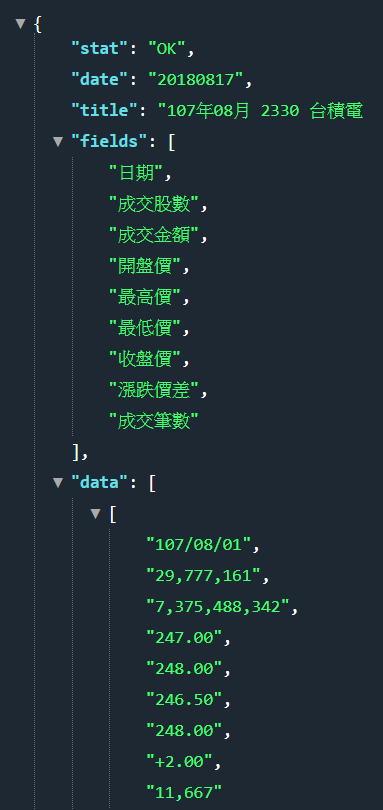 {
"stat": "OK",
"date": "20180817",
"title": "107年08月 2330 台積電
"fields": [
"日期",
"成交股數",
"成交金額",
"開盤價",
"最高價",
"最低價",
"收盤價",
"漲跌價差",
"成交筆數"
],
"data": [
[
"107/08/01",
"29,777,161",
"7,375,488,342",
"247.00",
"248.00",
"246.50",
"248.00",
"+2.00",
"11,667"